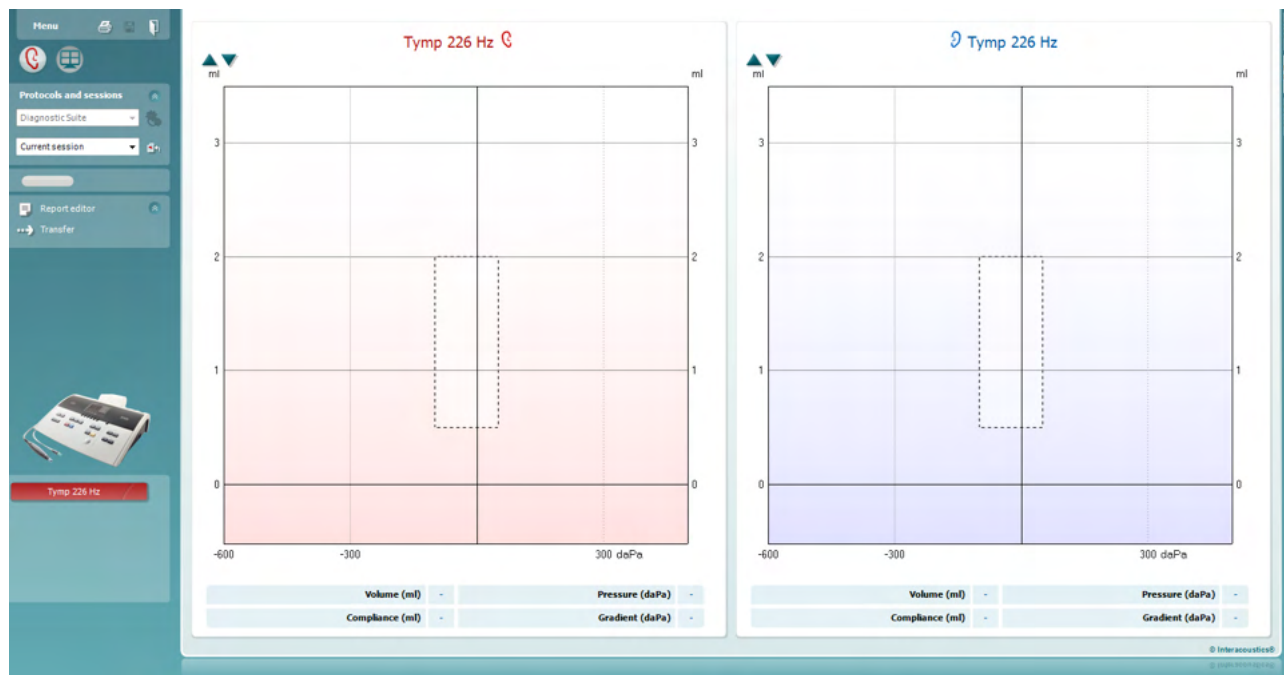 Menu
Protocols and sessions
Diagnostic Suite
Current session
Report editor
Transfer
Tymp 226 Hz
Tymp 226 Hz
ml
ml
3
3
2
2
1
1
0
0
-600
-300
300 daPa
Volume (ml) - Pressure (daPa) -
Compliance (ml) - Gradient (daPa) -
Tymp 226 Hz
ml
ml
3
3
2
2
1
1
0
0
-600
-300
300 daPa
Volume (ml) - Pressure (daPa) -
Compliance (ml) - Gradient (daPa) -
© Interacoustics®